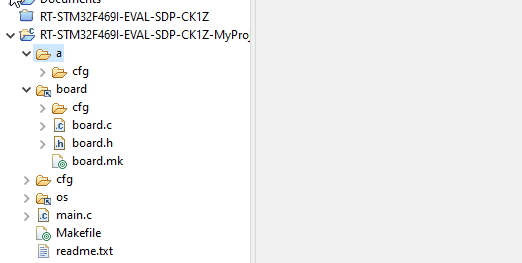 Documents
RT-STM32F469I-EVAL-SDP-CK1Z
RT-STM32F469I-EVAL-SDP-CK1Z-MyProj
a
cfg
board
cfg
board.c
board.h
board.mk
cfg
os
main.c
Makefile
readme.txt